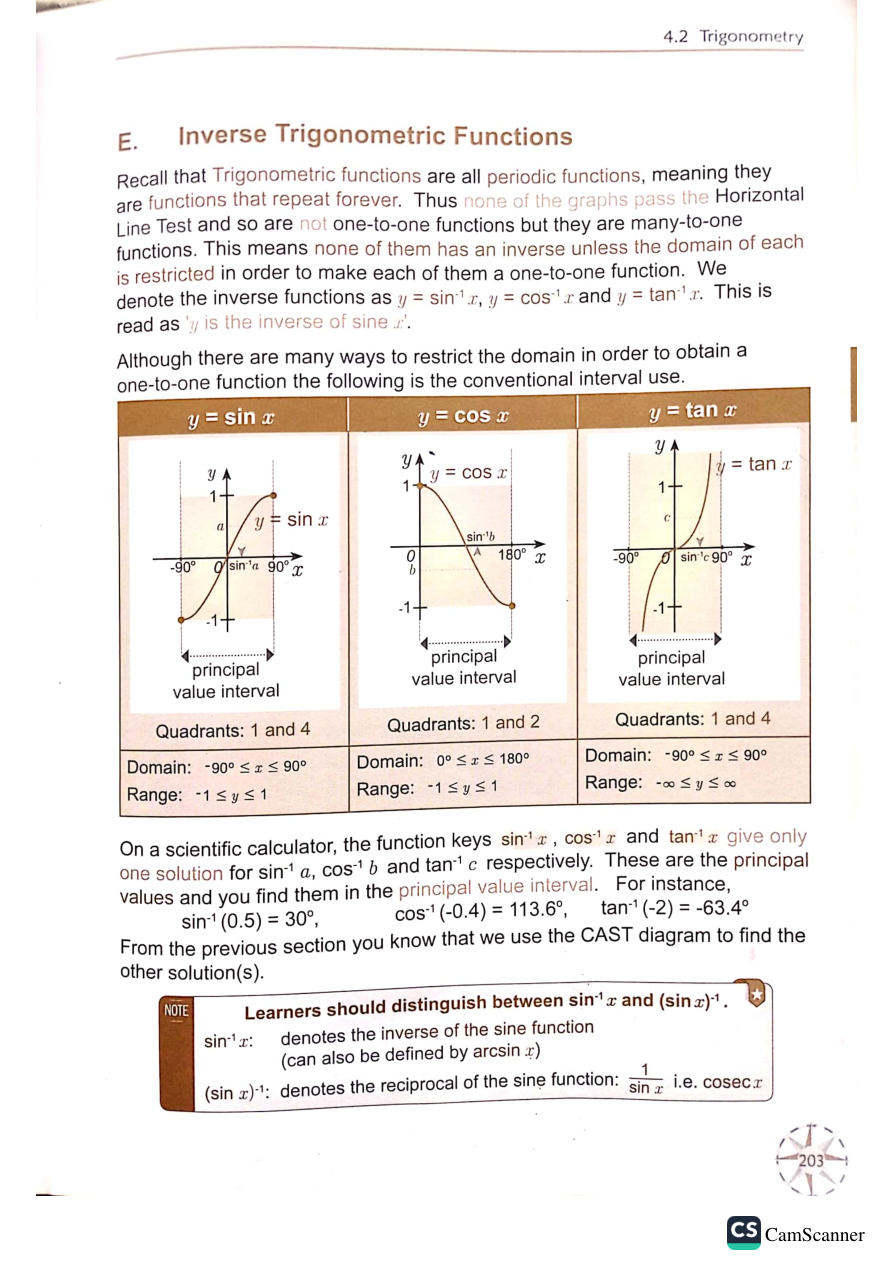 4.2 Trigonometry
E. Inverse Trigonometric Functions
Recall that Trigonometric functions are all periodic functions, meaning they
are functions that repeat forever. Thus none of the graphs pass the Horizontal
Line Test and so are not one-to-one functions but they are many-to-one
functions. This means none of them has an inverse unless the domain of each
is restricted in order to make each of them a one-to-one function. We
denote the inverse functions as y = sin⁻¹ x, y = cos⁻¹ x and y = tan⁻¹ x. This is
read as 'y is the inverse of sine x'.
Although there are many ways to restrict the domain in order to obtain a
one-to-one function the following is the conventional interval use.
y = sin x
y = cos x
y = tan x
y
1
a
y = sin x
-90° 0 sin⁻¹a 90° x
-1
principal
value interval
Quadrants: 1 and 4
y
y = cos x
1
sin⁻¹b
0 180° x
b
-1
principal
value interval
Quadrants: 1 and 2
y
y = tan x
1
c
-90° 0 sin⁻¹c 90° x
-1
principal
value interval
Quadrants: 1 and 4
Domain: -90° ≤ x ≤ 90°
Range: -1 ≤ y ≤ 1
Domain: 0° ≤ x ≤ 180°
Range: -1 ≤ y ≤ 1
Domain: -90° ≤ x ≤ 90°
Range: -∞ ≤ y ≤ ∞
On a scientific calculator, the function keys sin⁻¹ x , cos⁻¹ x and tan⁻¹ x give only
one solution for sin⁻¹ a, cos⁻¹ b and tan⁻¹ c respectively. These are the principal
values and you find them in the principal value interval. For instance,
sin⁻¹ (0.5) = 30°, cos⁻¹ (-0.4) = 113.6°, tan⁻¹ (-2) = -63.4°
From the previous section you know that we use the CAST diagram to find the
other solution(s).
NOTE
Learners should distinguish between sin⁻¹ x and (sin x)⁻¹ .
sin⁻¹ x: denotes the inverse of the sine function
(can also be defined by arcsin x)
(sin x)⁻¹: denotes the reciprocal of the sine function: 1/sin x i.e. cosec x
203
CS CamScanner